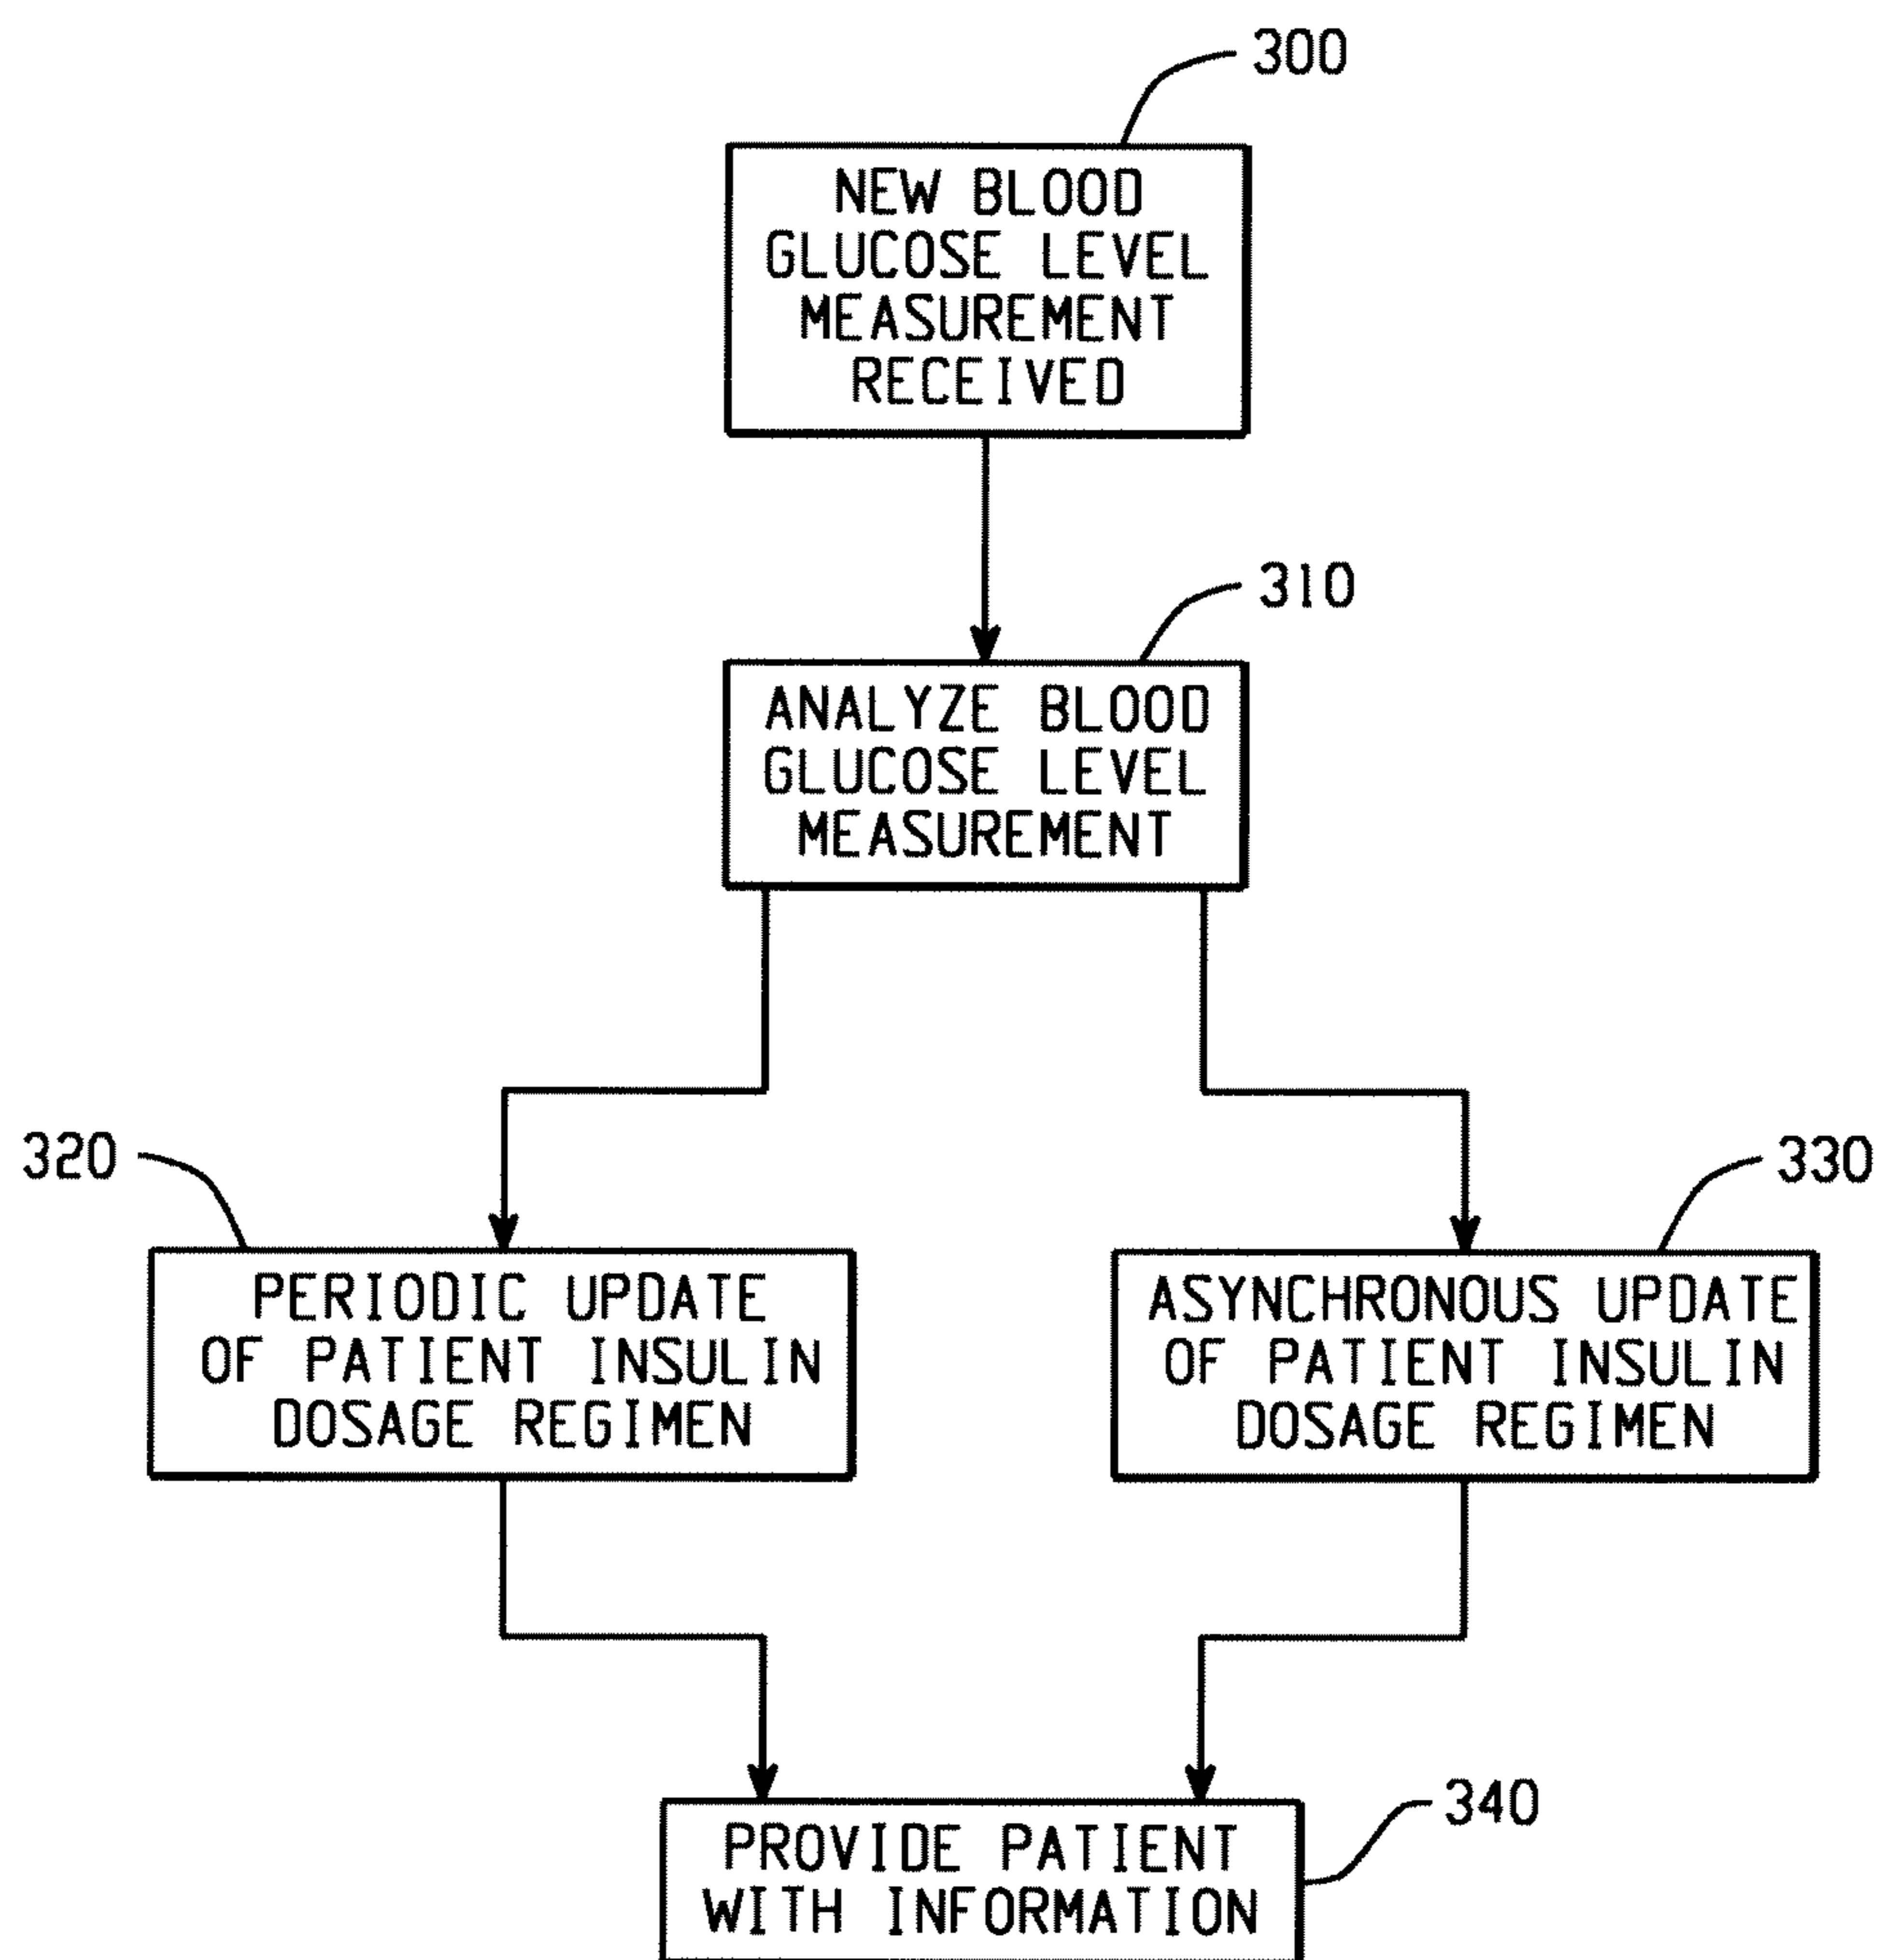 300
NEW BLOOD
GLUCOSE LEVEL
MEASUREMENT
RECEIVED
310
ANALYZE BLOOD
GLUCOSE LEVEL
MEASUREMENT
320
PERIODIC UPDATE
OF PATIENT INSULIN
DOSAGE REGIMEN
330
ASYNCHRONOUS UPDATE
OF PATIENT INSULIN
DOSAGE REGIMEN
340
PROVIDE PATIENT
WITH INFORMATION